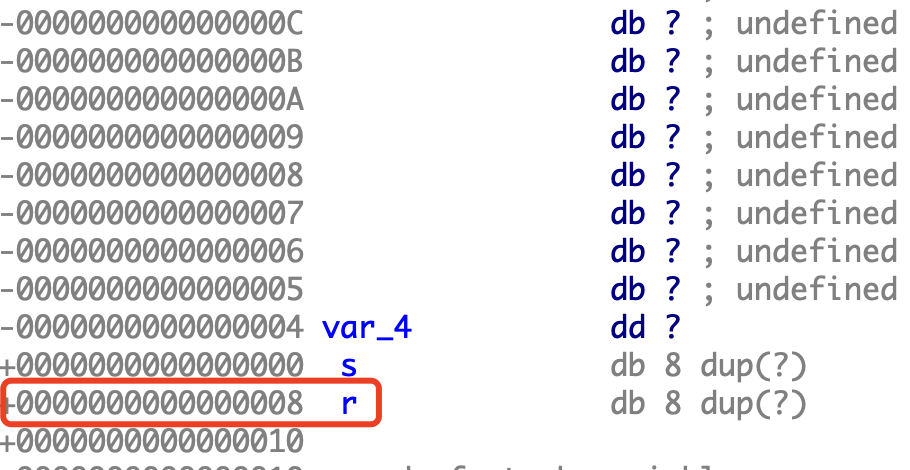 -000000000000000C db ? ; undefined
-000000000000000B db ? ; undefined
-000000000000000A db ? ; undefined
-0000000000000009 db ? ; undefined
-0000000000000008 db ? ; undefined
-0000000000000007 db ? ; undefined
-0000000000000006 db ? ; undefined
-0000000000000005 db ? ; undefined
-0000000000000004 var_4 dd ?
+0000000000000000 s db 8 dup(?)
+0000000000000008 r db 8 dup(?)
+0000000000000010